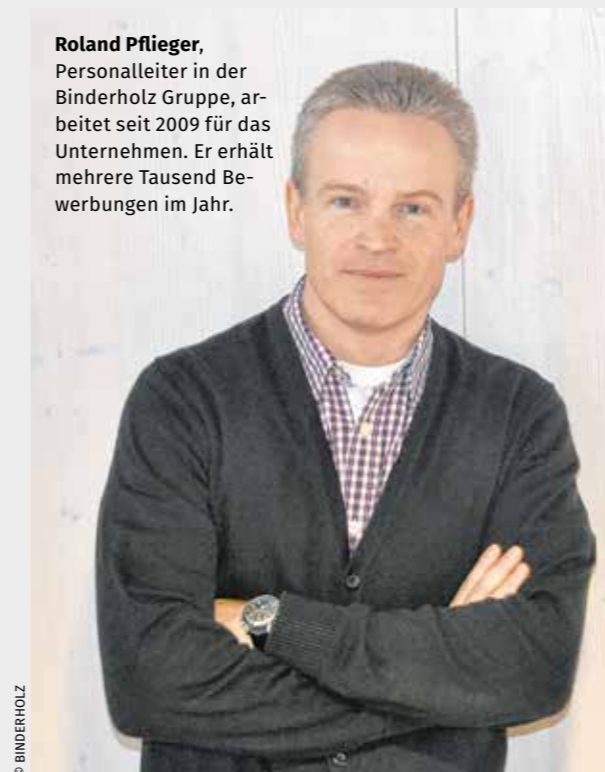 Roland Pflieger,
Personalleiter in der
Binderholz Gruppe, ar-
beitet seit 2009 für das
Unternehmen. Er erhält
mehrere Tausend Be-
werbungen im Jahr.
© BINDERHOLZ